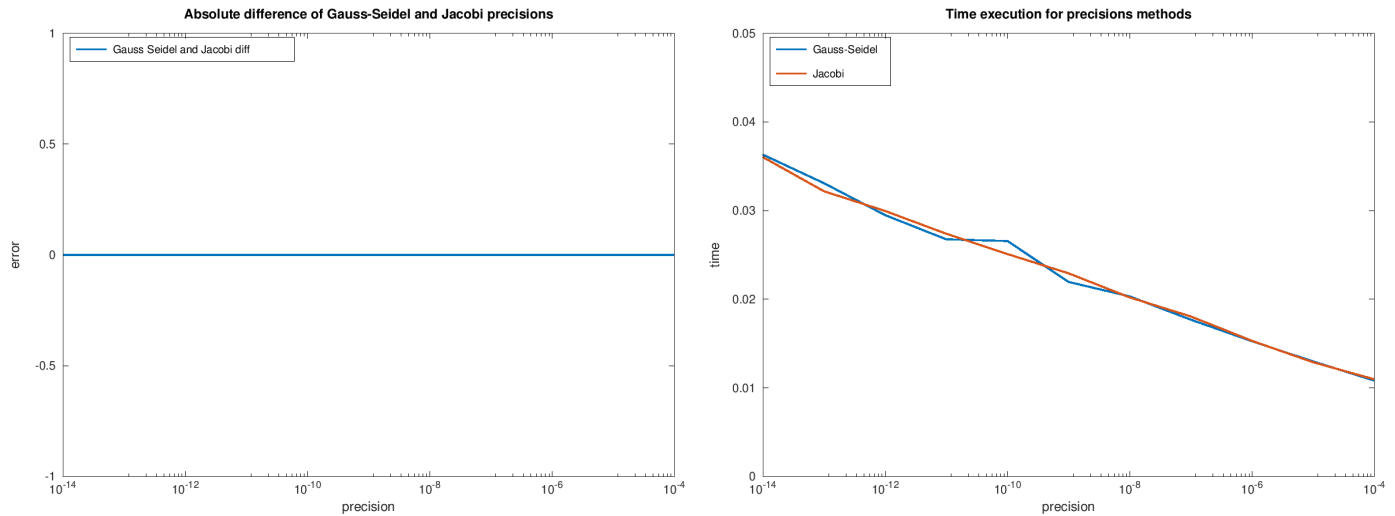 Absolute difference of Gauss-Seidel and Jacobi precisions
Gauss Seidel and Jacobi diff
1
0.5
0
-0.5
-1
error
10^-14 10^-12 10^-10 10^-8 10^-6 10^-4
precision
Time execution for precisions methods
Gauss-Seidel
Jacobi
0.05
0.04
0.03
0.02
0.01
0
time
10^-14 10^-12 10^-10 10^-8 10^-6 10^-4
precision